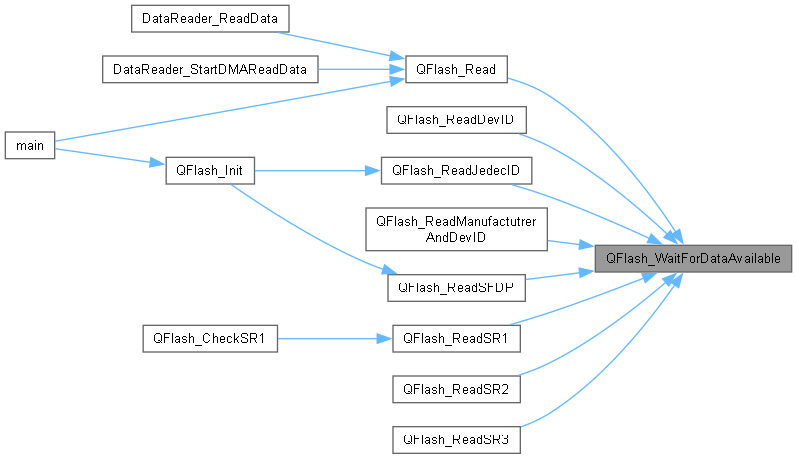 DataReader_ReadData
DataReader_StartDMAReadData
QFlash_Read
QFlash_ReadDevID
main
QFlash_Init
QFlash_ReadJedecID
QFlash_ReadManufactutrer
AndDevID
QFlash_WaitForDataAvailable
QFlash_ReadSFDP
QFlash_CheckSR1
QFlash_ReadSR1
QFlash_ReadSR2
QFlash_ReadSR3